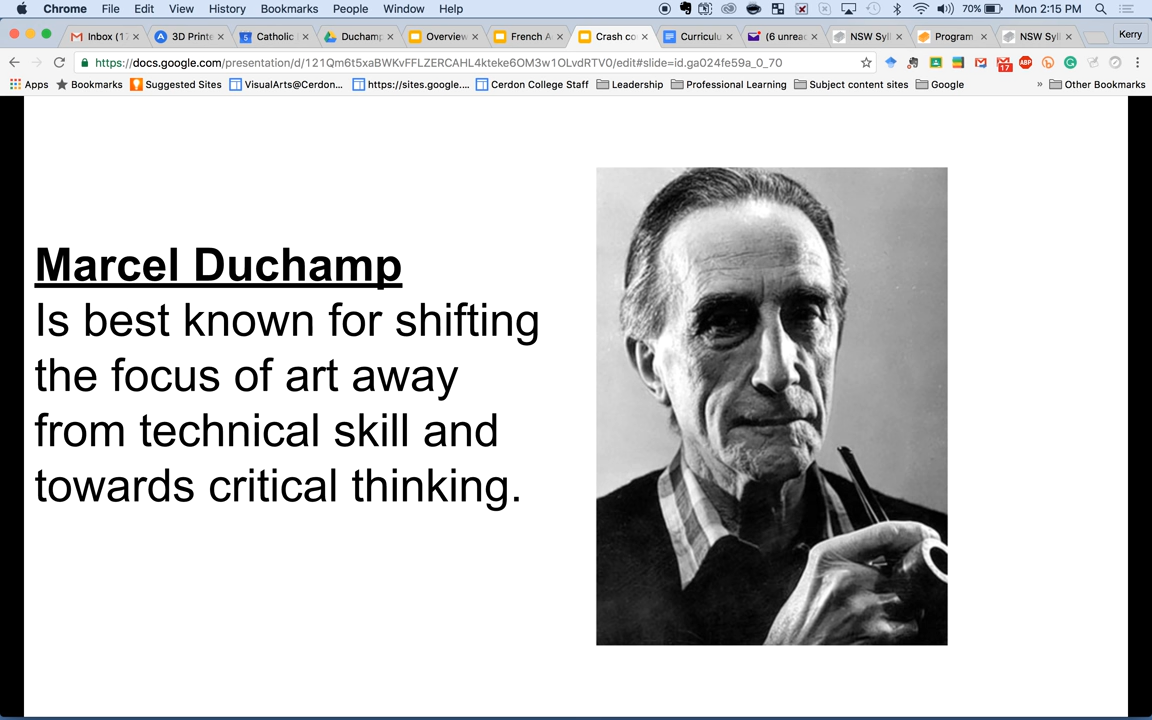 Chrome File Edit View History Bookmarks People Window Help 70% Mon 2:15 PM
Inbox (1 3D Printe Catholic Duchamp Overview French A Crash co Curriculu (6 unread NSW Syl Program NSW Syl Kerry
https://docs.google.com/presentation/d/121Qm6t5xaBWKvFFLZERCAHL4kteke6OM3w1OLvdRTV0/edit#slide=id.ga024fe59a_0_70
Apps Bookmarks Suggested Sites VisualArts@Cerdon... https://sites.google.... Cerdon College Staff Leadership Professional Learning Subject content sites Google » Other Bookmarks
Marcel Duchamp
Is best known for shifting
the focus of art away
from technical skill and
towards critical thinking.